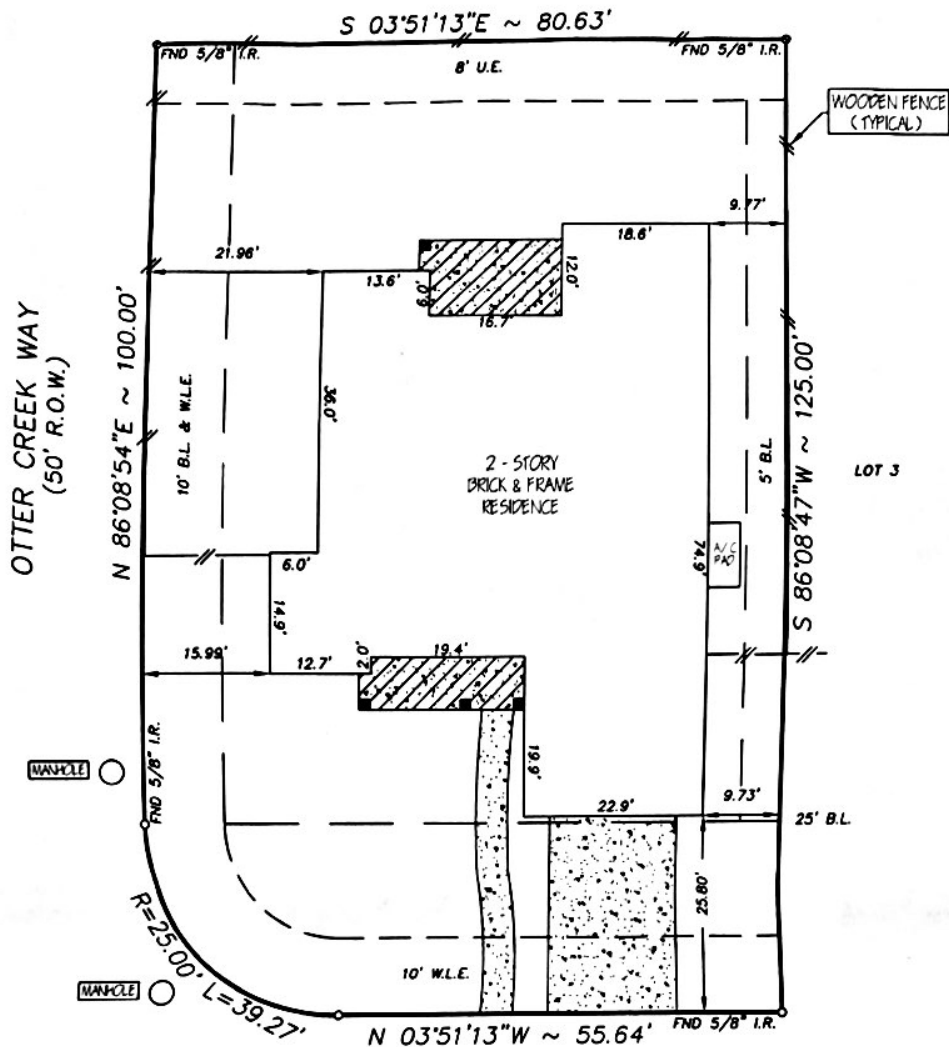 S 03°51'13"E ~ 80.63'
FND 5/8" I.R.
FND 5/8" I.R.
8' U.E.
WOODEN FENCE
(TYPICAL)
9.77'
18.6'
21.96'
13.6'
6.0'
12.0'
16.7'
OTTER CREEK WAY
(50' R.O.W.)
N 86°08'54"E ~ 100.00'
10' B.L. & W.L.E.
36.0'
2 - STORY
BRICK & FRAME
RESIDENCE
5' B.L.
S 86°08'47"W ~ 125.00'
LOT 3
A/C
PAD
74.9'
6.0'
14.9'
15.99'
12.7'
2.0'
19.4'
MANHOLE
FND 5/8" I.R.
19.9'
22.9'
9.73'
25' B.L.
25.80'
R=25.00' L=39.27'
MANHOLE
10' W.L.E.
N 03°51'13"W ~ 55.64'
FND 5/8" I.R.